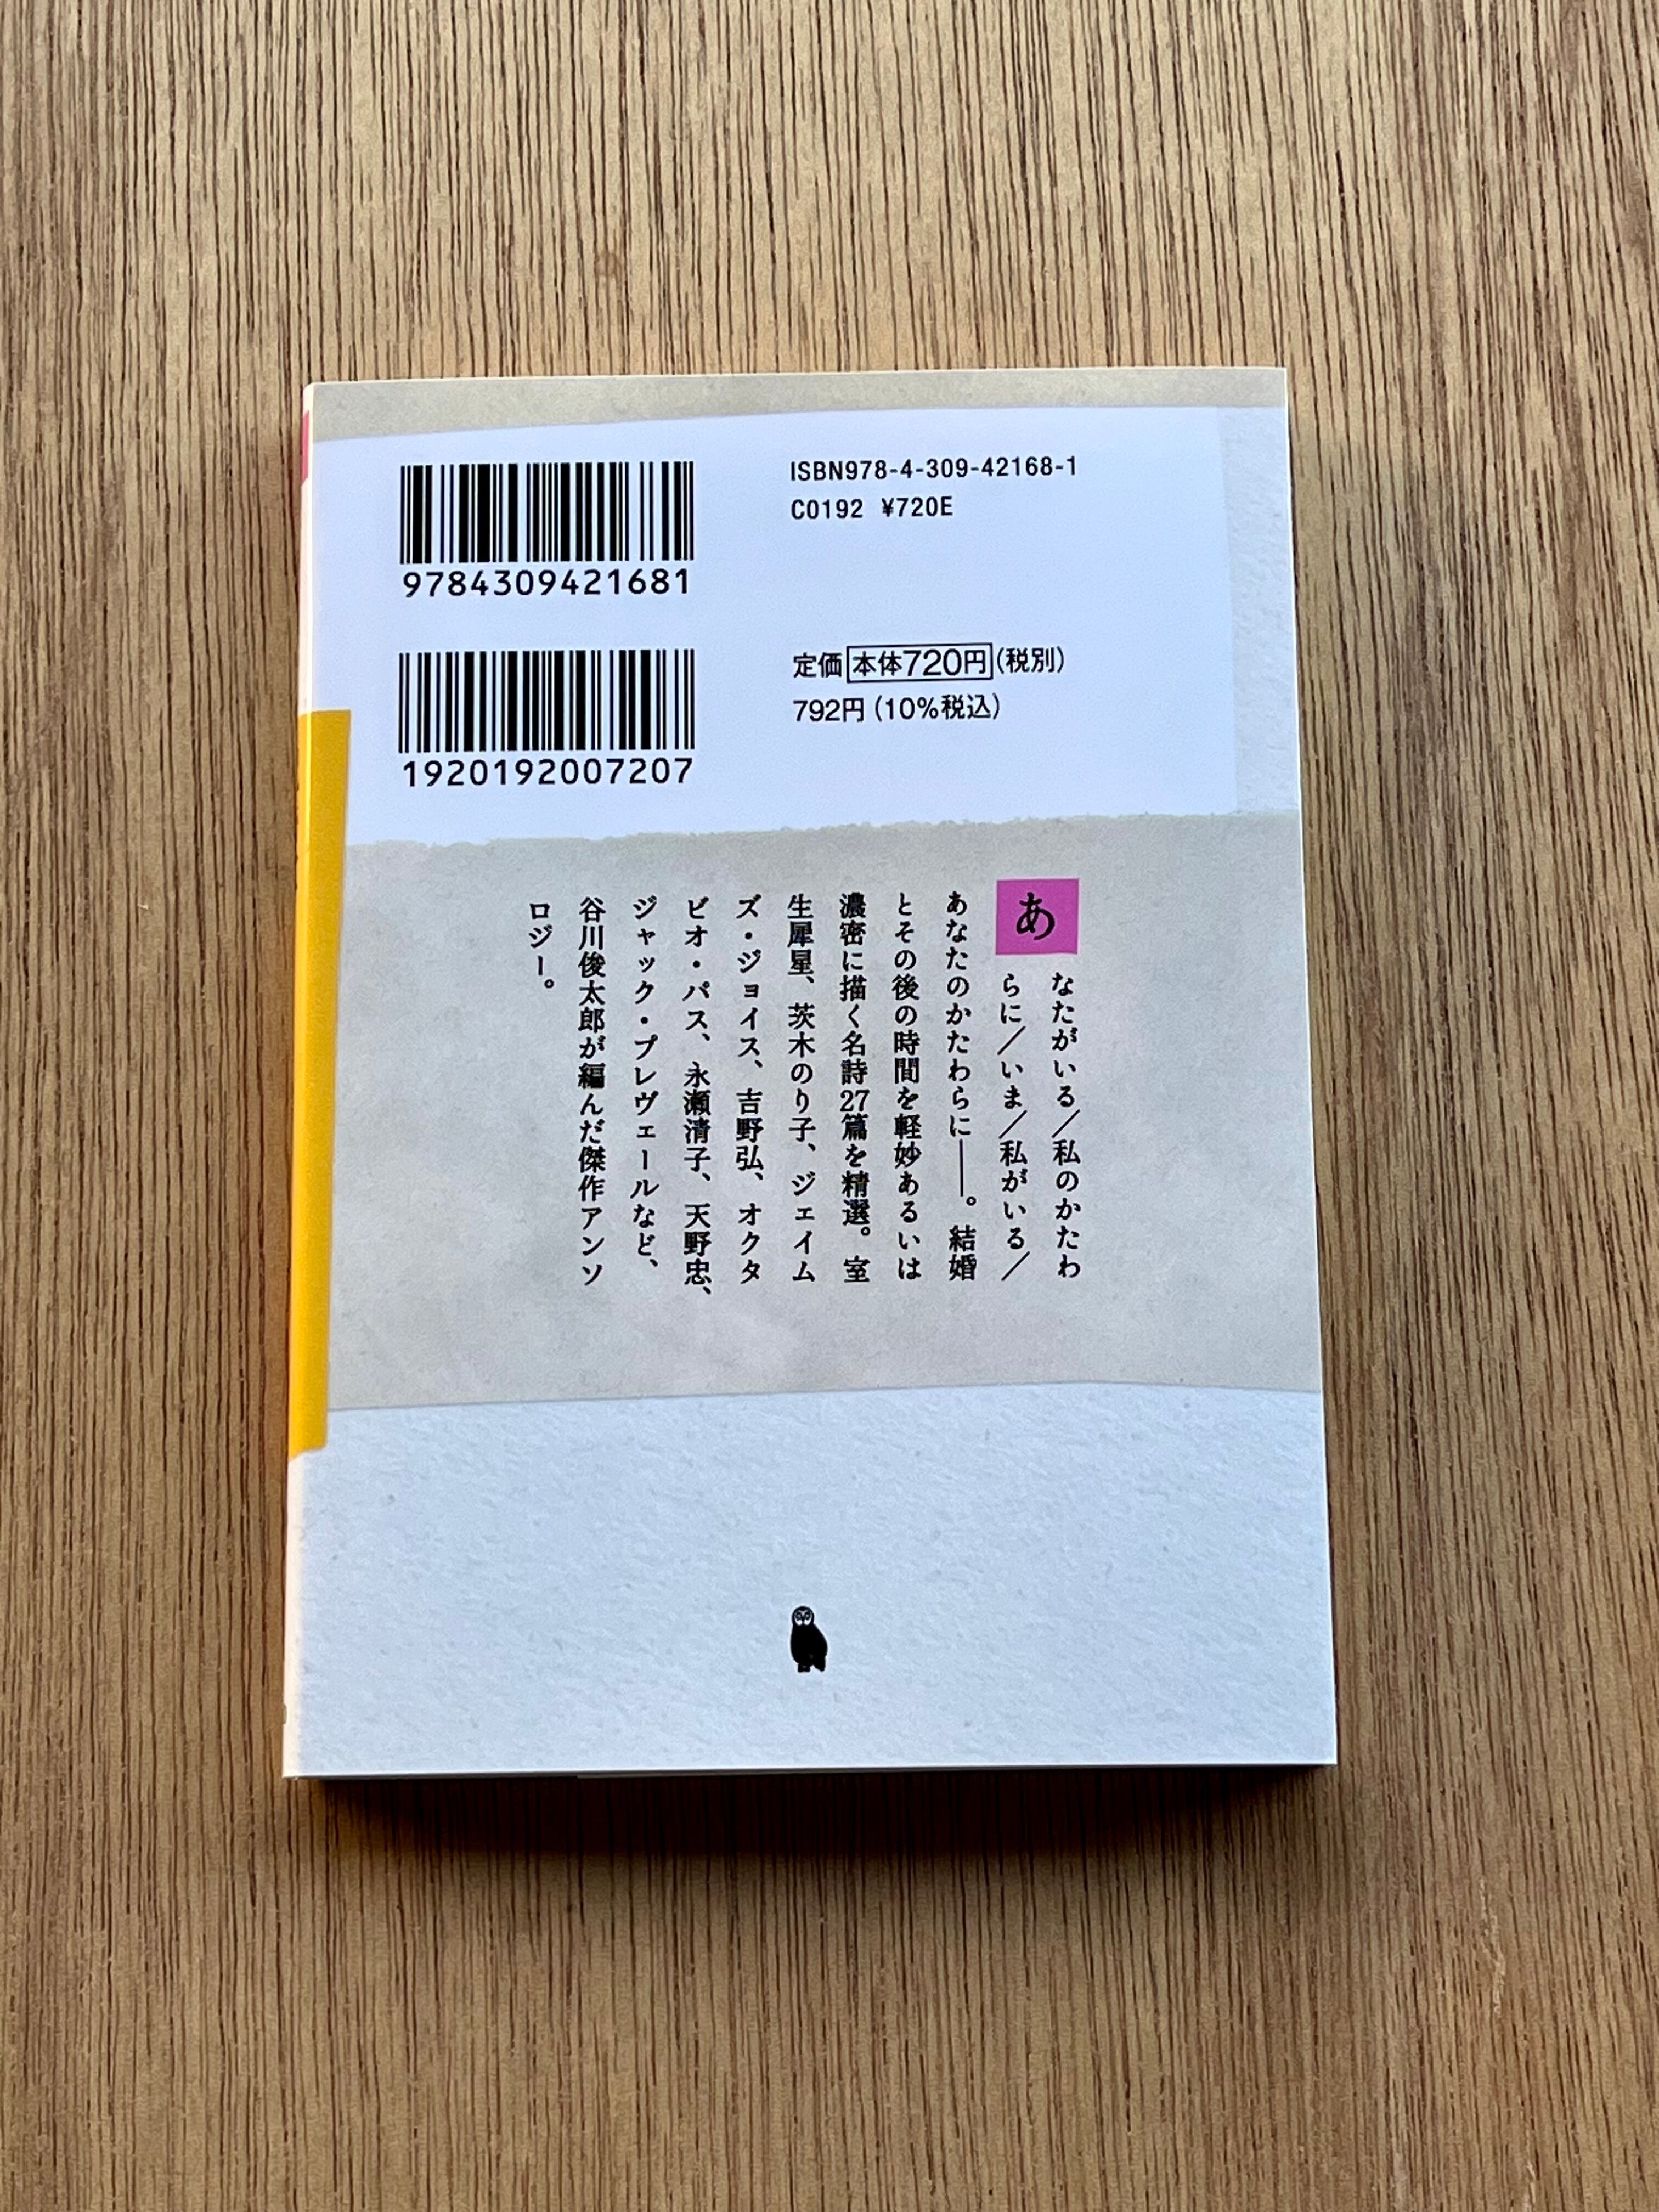 9784309421681
ISBN978-4-309-42168-1
C0192 ¥720E
1920192007207
定価 本体720円(税別)
792円(10%税込)
あなたがいる／私のかたわ
らに／いま／私がいる／
あなたのかたわらに――。結婚
とその後の時間を軽妙あるいは
濃密に描く名詩27篇を精選。室
生犀星、茨木のり子、ジェイム
ズ・ジョイス、吉野弘、オクタ
ビオ・パス、永瀬清子、天野忠、
ジャック・プレヴェールなど、
谷川俊太郎が編んだ傑作アンソ
ロジー。